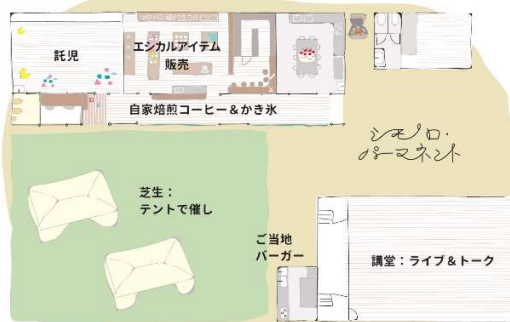 託児
エシカルアイテム
販売
自家焙煎コーヒー＆かき氷
シモノロ・
パーマネント
芝生：
テントで催し
ご当地
バーガー
講堂：ライブ＆トーク